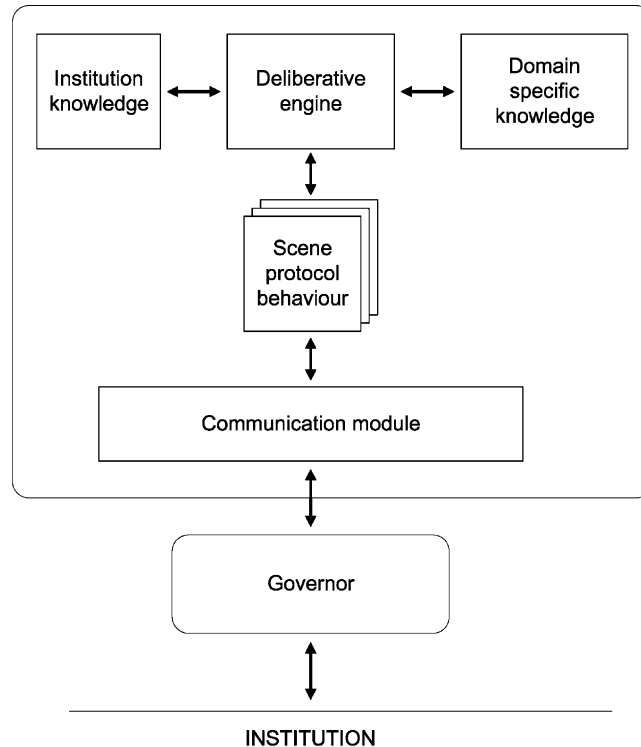 Institution
knowledge
Deliberative
engine
Domain
specific
knowledge
Scene
protocol
behaviour
Communication module
Governor
INSTITUTION